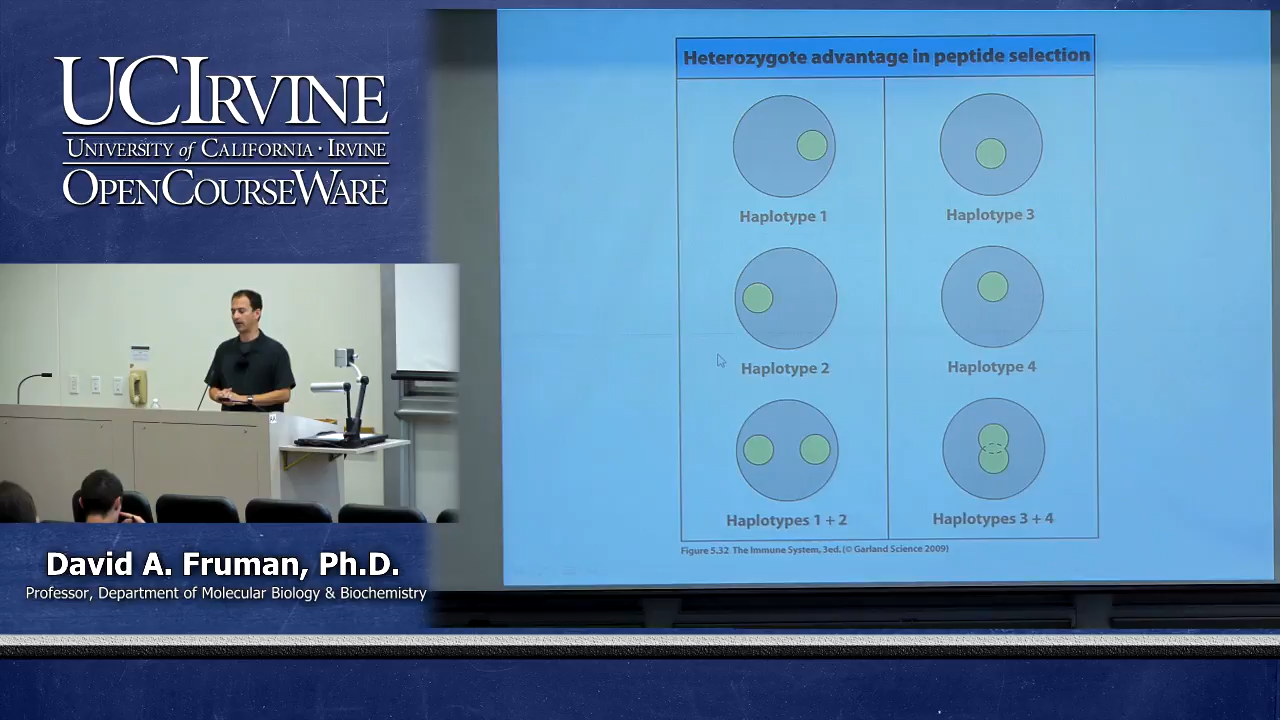 UCIRVINE
UNIVERSITY of CALIFORNIA · IRVINE
OPENCOURSEWARE
David A. Fruman, Ph.D.
Professor, Department of Molecular Biology & Biochemistry
Heterozygote advantage in peptide selection
Haplotype 1
Haplotype 3
Haplotype 2
Haplotype 4
Haplotypes 1 + 2
Haplotypes 3 + 4
Figure 5.32 The Immune System, 3ed. (© Garland Science 2009)